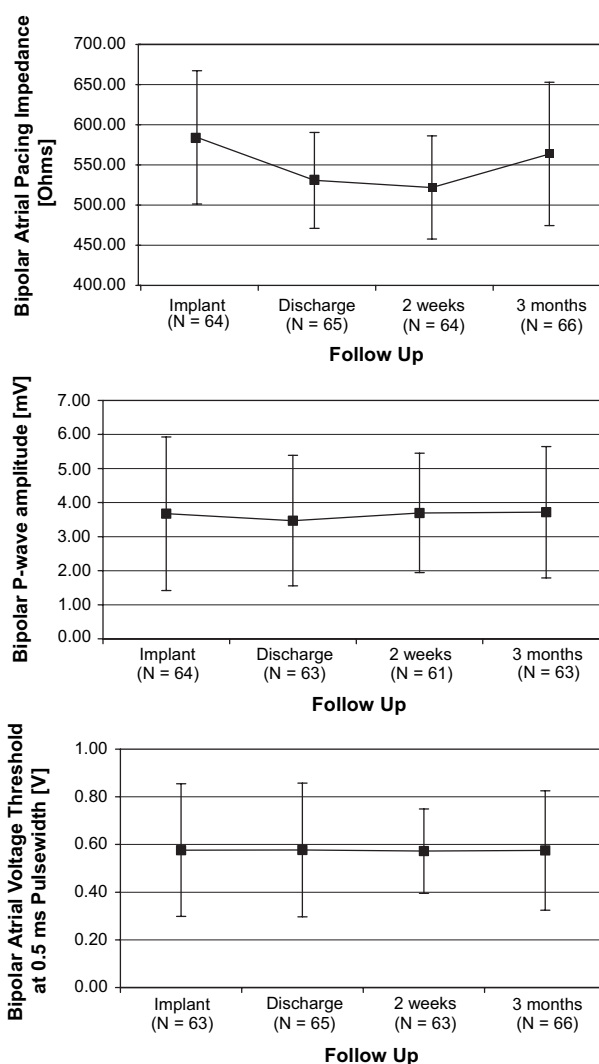 Bipolar Atrial Pacing Impedance
[Ohms]
700.00
650.00
600.00
550.00
500.00
450.00
400.00
Implant
(N = 64)
Discharge
(N = 65)
2 weeks
(N = 64)
3 months
(N = 66)
Follow Up
Bipolar P-wave amplitude [mV]
7.00
6.00
5.00
4.00
3.00
2.00
1.00
0.00
Implant
(N = 64)
Discharge
(N = 63)
2 weeks
(N = 61)
3 months
(N = 63)
Follow Up
Bipolar Atrial Voltage Threshold
at 0.5 ms Pulsewidth [V]
1.00
0.80
0.60
0.40
0.20
0.00
Implant
(N = 63)
Discharge
(N = 65)
2 weeks
(N = 63)
3 months
(N = 66)
Follow Up